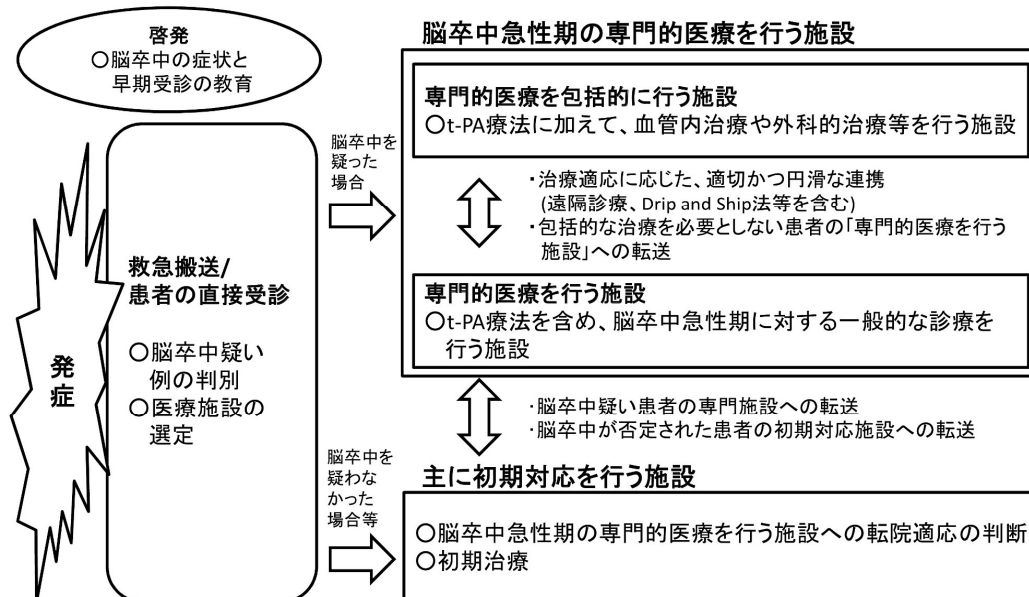 啓発
○脳卒中の症状と
早期受診の教育
発症
救急搬送/
患者の直接受診
○脳卒中疑い
例の判別
○医療施設の
選定
脳卒中を
疑った
場合
脳卒中を
疑わな
かった
場合等
脳卒中急性期の専門的医療を行う施設
専門的医療を包括的に行う施設
○t-PA療法に加えて、血管内治療や外科的治療等を行う施設
・治療適応に応じた、適切かつ円滑な連携
(遠隔診療、Drip and Ship法等を含む)
・包括的な治療を必要としない患者の「専門的医療を行う
施設」への転送
専門的医療を行う施設
○t-PA療法を含め、脳卒中急性期に対する一般的な診療を
行う施設
・脳卒中疑い患者の専門施設への転送
・脳卒中が否定された患者の初期対応施設への転送
主に初期対応を行う施設
○脳卒中急性期の専門的医療を行う施設への転院適応の判断
○初期治療